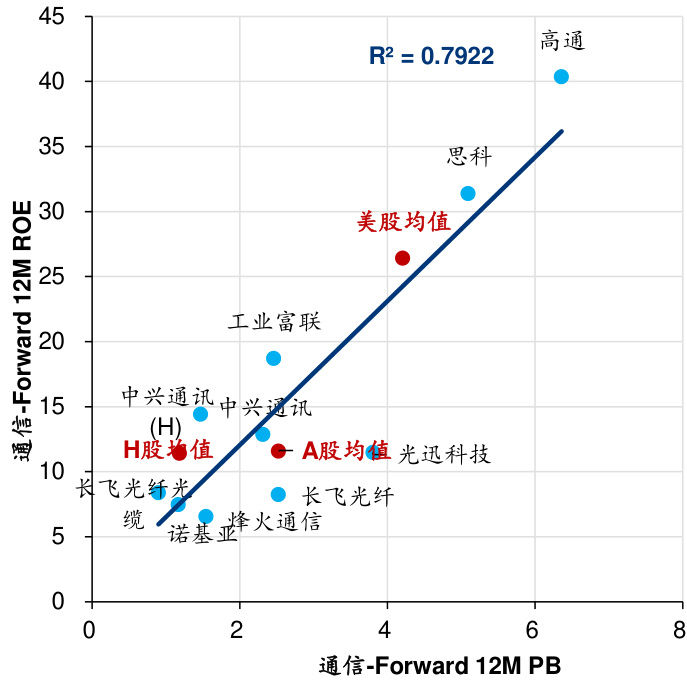 45
高通
R² = 0.7922
40
35
思科
30
美股均值
25
20
工业富联
15
中兴通讯
(H)
中兴通讯
H股均值
A股均值
光迅科技
10
长飞光纤光
缆
长飞光纤
5
诺基亚
烽火通信
0
0
2
4
6
8
通信-Forward 12M ROE
通信-Forward 12M PB